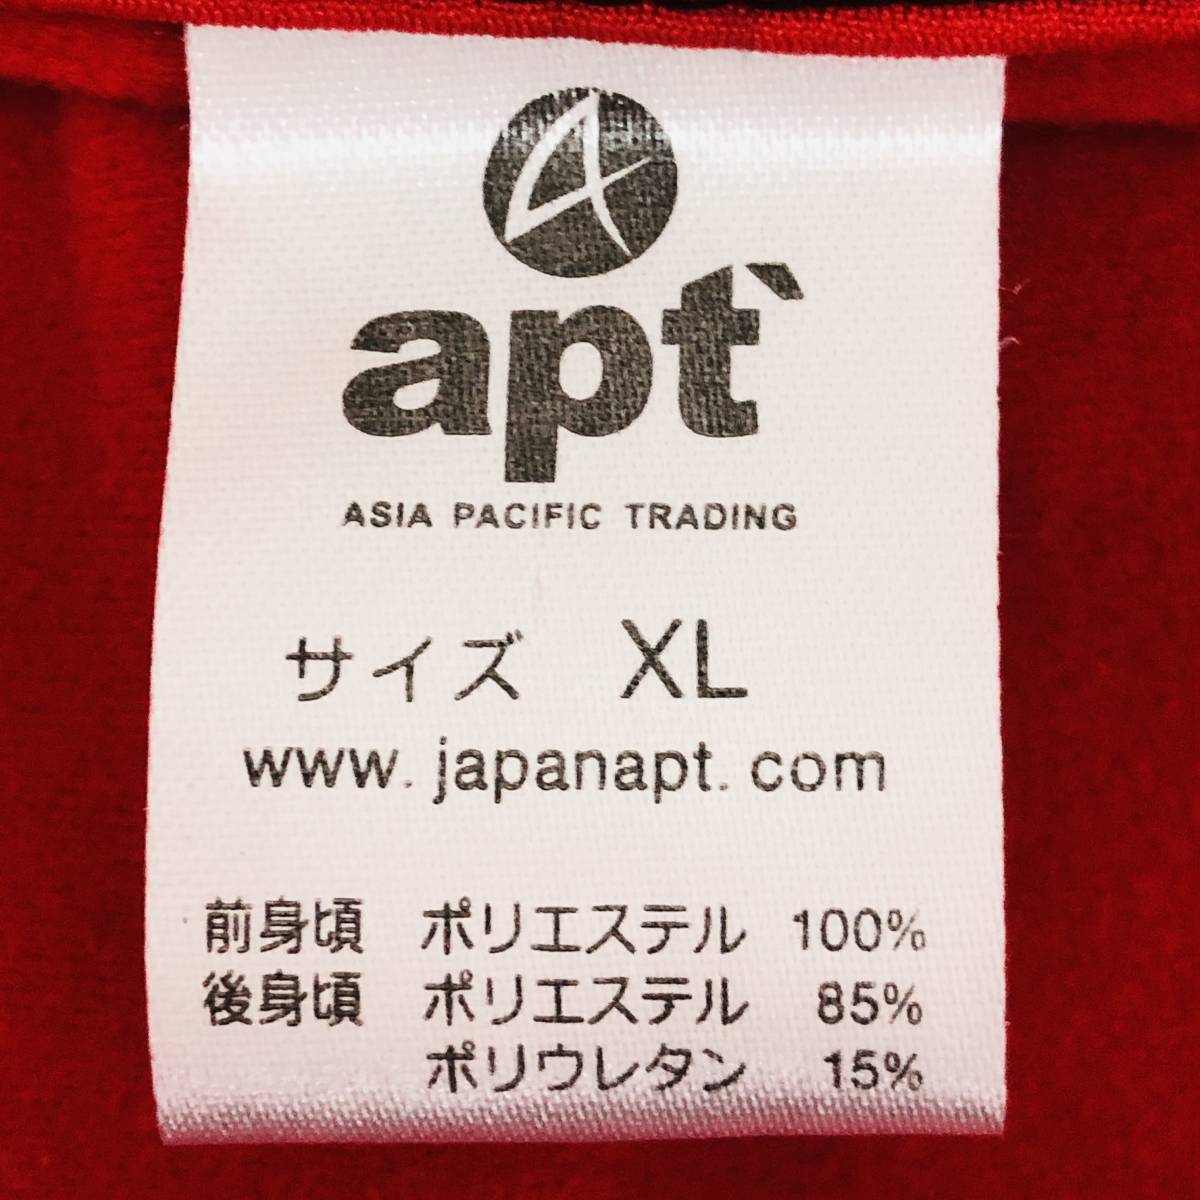 apt`
ASIA PACIFIC TRADING
サイズ XL
www.japanapt.com
前身頃 ポリエステル 100%
後身頃 ポリエステル 85%
ポリウレタン 15%